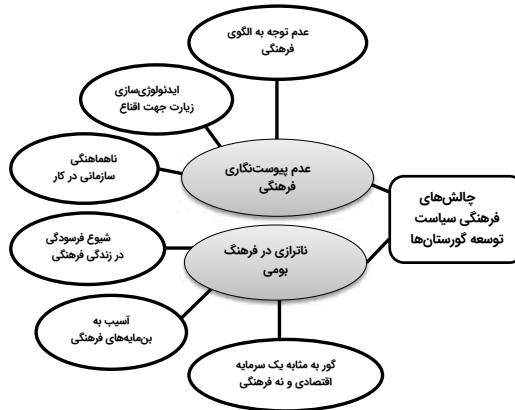 عدم توجه به الگوی
فرهنگی
ایدئولوژی‌سازی
زیارت جهت اقناع
ناهماهنگی
سازمانی در کار
عدم پیوست‌نگاری
فرهنگی
چالش‌های
فرهنگی سیاست
توسعه گورستان‌ها
ناترازی در فرهنگ
بومی
شیوع فرسودگی
در زندگی فرهنگی
آسیب به
بن‌مایه‌های فرهنگی
گور به مثابه یک سرمایه
اقتصادی و نه فرهنگی